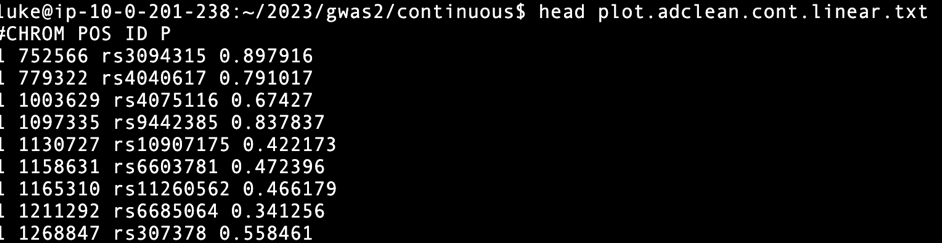 luke@ip-10-0-201-238:~/2023/gwas2/continuous$ head plot.adclean.cont.linear.txt
#CHROM POS ID P
1 752566 rs3094315 0.897916
1 779322 rs4040617 0.791017
1 1003629 rs4075116 0.67427
1 1097335 rs9442385 0.837837
1 1130727 rs10907175 0.422173
1 1158631 rs6603781 0.472396
1 1165310 rs11260562 0.466179
1 1211292 rs6685064 0.341256
1 1268847 rs307378 0.558461